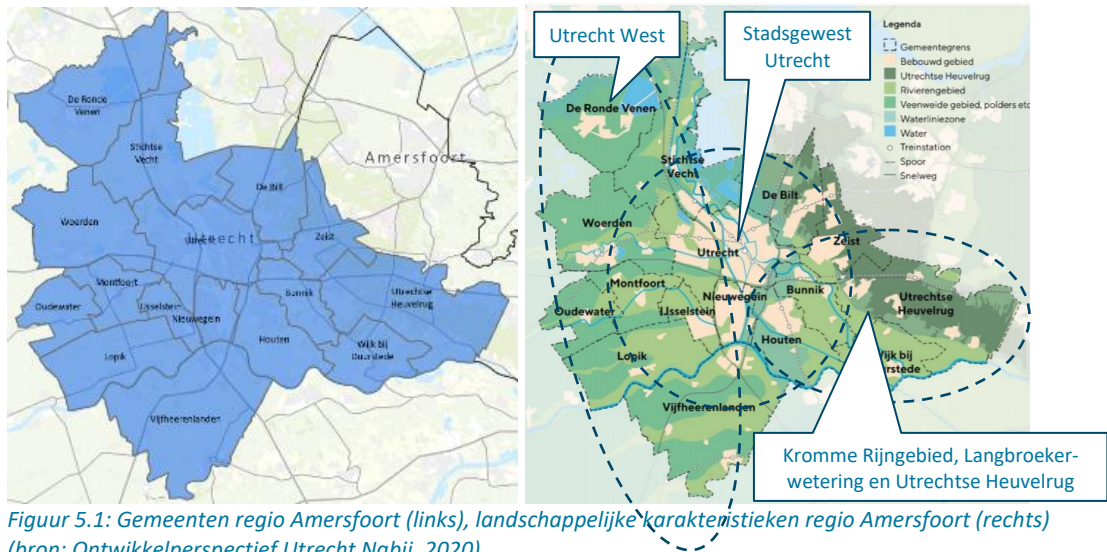 De Ronde
Venen
Stichtse
Vecht
Amersfoort
De Bilt
Woerden
Utrecht
Zeist
Montfoort
Bunnik
Utrechtse
Heuvelrug
Oudewater
IJsselstein
Nieuwegein
Houten
Wijk bij
Duurstede
Lopik
Vijfheerenlanden
Utrecht West
Stadsgewest
Utrecht
Legenda
Gemeentegrens
Bebouwd gebied
Utrechtse Heuvelrug
Rivierengebied
Veenweide gebied, polders etc
Waterliniezone
Water
Treinstation
Spoor
Snelweg
De Ronde Venen
Stichtse
Vecht
De Bilt
Woerden
Zeist
Utrecht
Montfoort
Nieuwegein
Bunnik
Utrechtse
Heuvelrug
Oudewater
IJsselstein
Houten
Lopik
Wijk bij
urstede
Vijfheerenlanden
Kromme Rijngebied, Langbroeker-
wetering en Utrechtse Heuvelrug
Figuur 5.1: Gemeenten regio Amersfoort (links), landschappelijke karakteristieken regio Amersfoort (rechts)
(bron: Ontwikkelperspectief Utrecht Nabij, 2020)